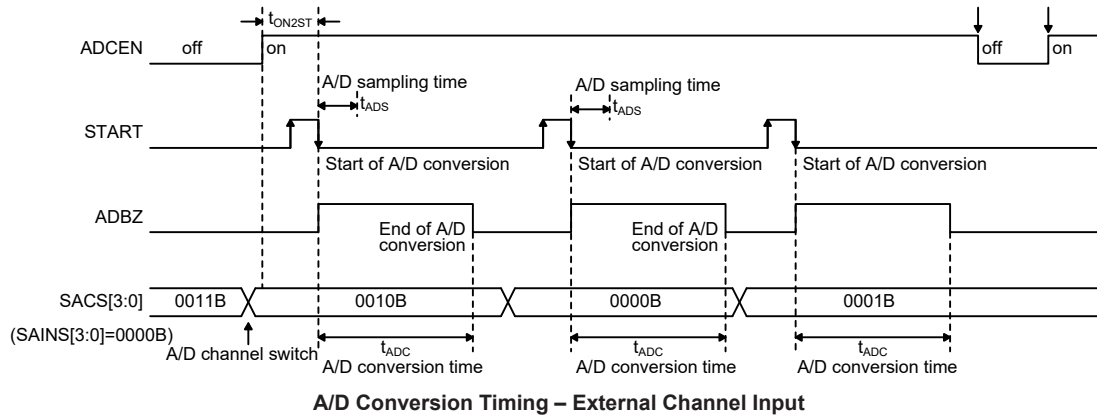 tON2ST
ADCEN off on off on
A/D sampling time A/D sampling time
tADS tADS
START
Start of A/D conversion Start of A/D conversion Start of A/D conversion
ADBZ
End of A/D conversion End of A/D conversion
SACS[3:0] 0011B 0010B 0000B 0001B
(SAINS[3:0]=0000B)
A/D channel switch
tADC tADC tADC
A/D conversion time A/D conversion time A/D conversion time
A/D Conversion Timing – External Channel Input